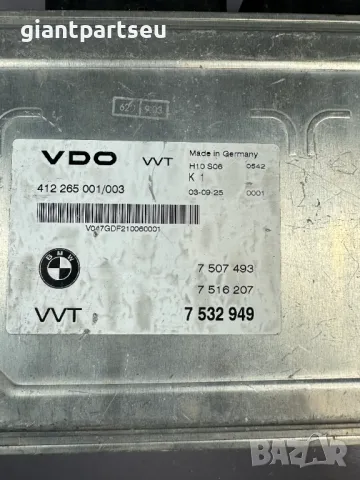 giantpartseu
VDO VVT
Made in Germany
H10 S06 0542
K 1
412 265 001/003
03-09-25 0001
V047GDF210060001
BMW
7 507 493
7 516 207
VVT 7 532 949
BAZAR